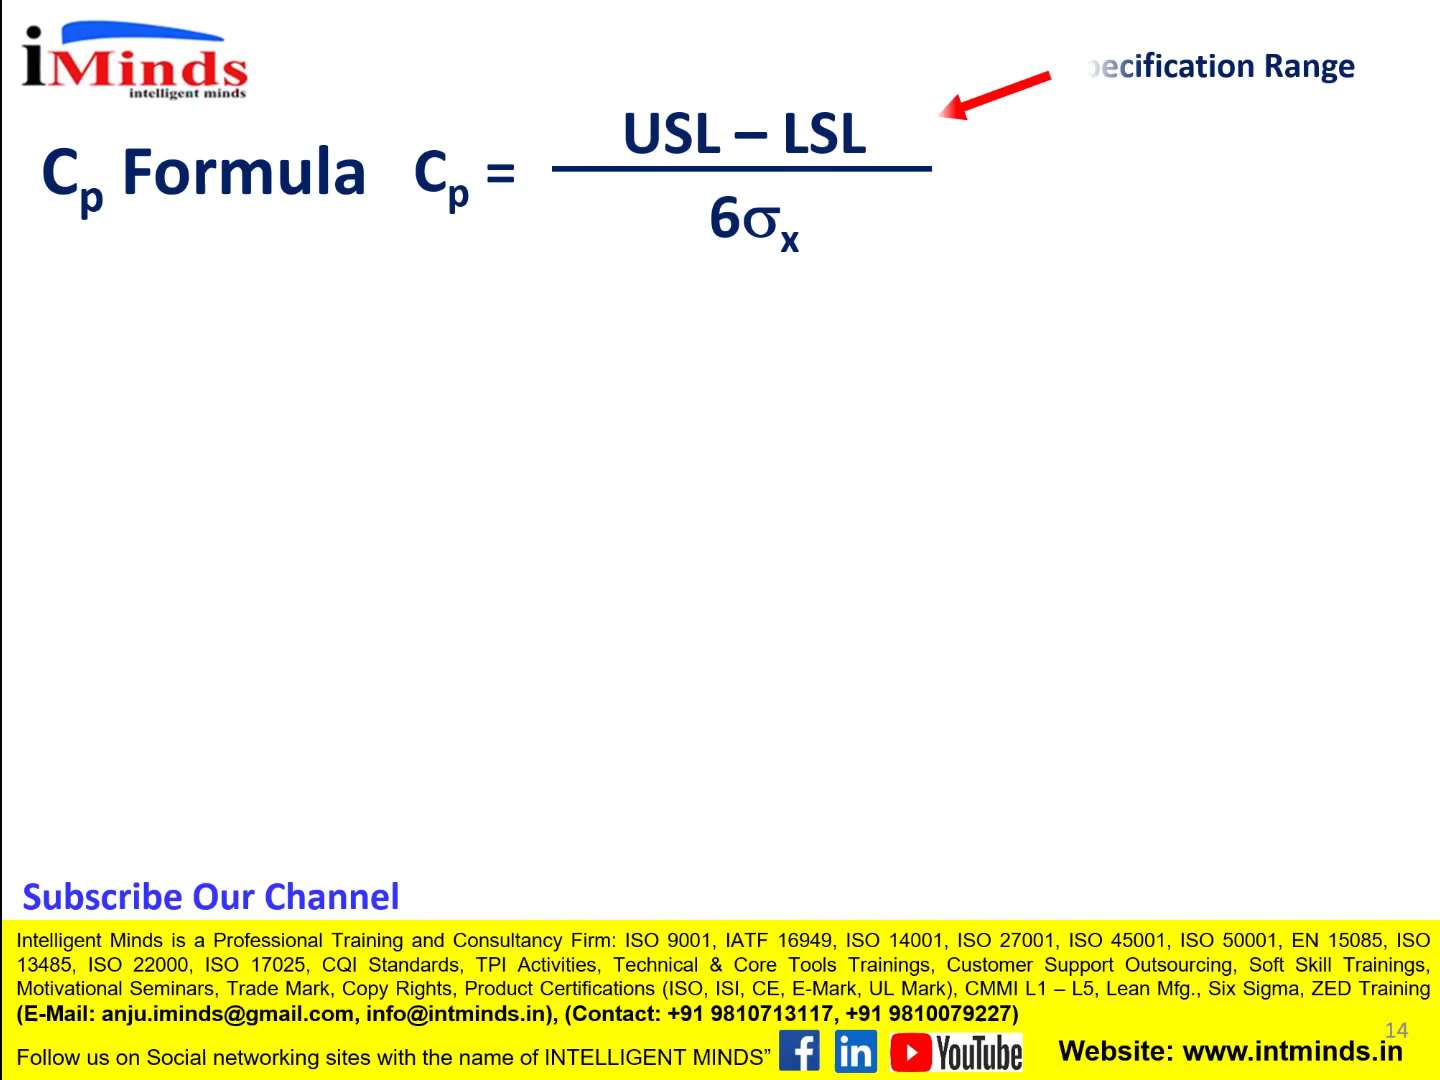 iMinds
intelligent minds
ecification Range
Cp Formula Cp = USL – LSL
6σx
Subscribe Our Channel
Intelligent Minds is a Professional Training and Consultancy Firm: ISO 9001, IATF 16949, ISO 14001, ISO 27001, ISO 45001, ISO 50001, EN 15085, ISO
13485, ISO 22000, ISO 17025, CQI Standards, TPI Activities, Technical & Core Tools Trainings, Customer Support Outsourcing, Soft Skill Trainings,
Motivational Seminars, Trade Mark, Copy Rights, Product Certifications (ISO, ISI, CE, E-Mark, UL Mark), CMMI L1 – L5, Lean Mfg., Six Sigma, ZED Training
(E-Mail: anju.iminds@gmail.com, info@intminds.in), (Contact: +91 9810713117, +91 9810079227)
14
Follow us on Social networking sites with the name of INTELLIGENT MINDS” f in YouTube Website: www.intminds.in